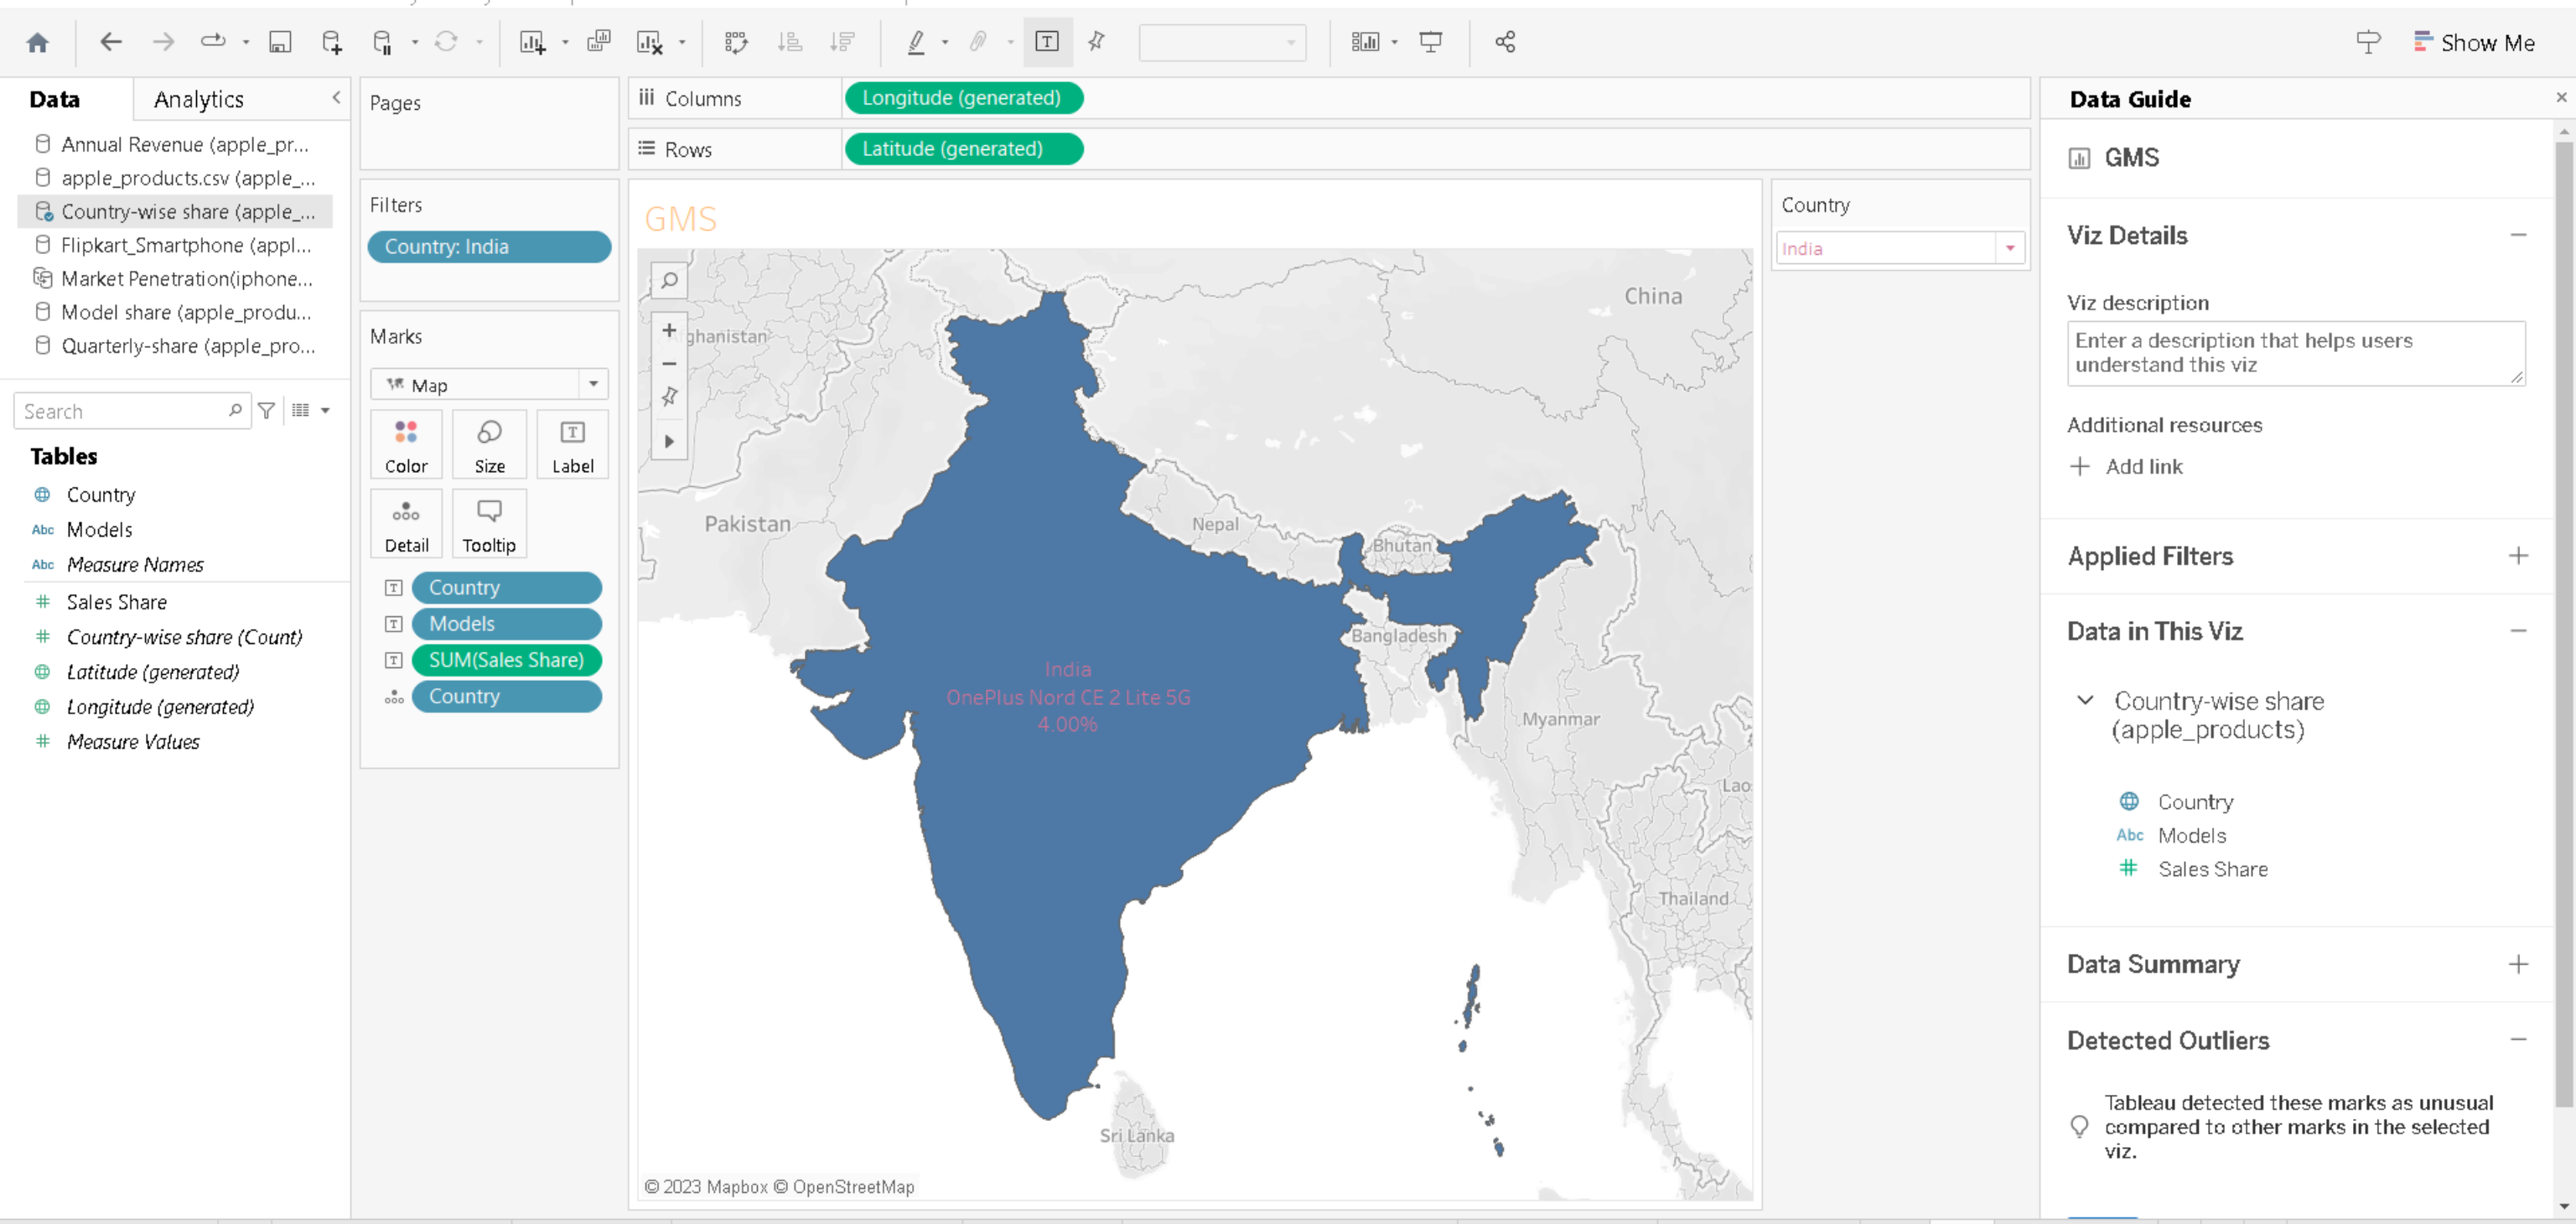 Show Me
Data
Analytics
Annual Revenue (apple_pr...
apple_products.csv (apple_...
Country-wise share (apple_...
Flipkart_Smartphone (appl...
Market Penetration(iphone...
Model share (apple_produ...
Quarterly-share (apple_pro...
Search
Tables
Country
Abc Models
Abc Measure Names
# Sales Share
# Country-wise share (Count)
Latitude (generated)
Longitude (generated)
# Measure Values
Pages
Filters
Country: India
Marks
Map
Color
Size
T
Label
Detail
Tooltip
T Country
T Models
T SUM(Sales Share)
Country
Columns
Longitude (generated)
Rows
Latitude (generated)
GMS
China
ghanistan
Pakistan
Nepal
Bhutan
Bangladesh
Myanmar
Lao
Thailand
Sri Lanka
India
OnePlus Nord CE 2 Lite 5G
4.00%
© 2023 Mapbox © OpenStreetMap
Country
India
Data Guide
GMS
Viz Details
Viz description
Enter a description that helps users
understand this viz
Additional resources
Add link
Applied Filters
Data in This Viz
Country-wise share
(apple_products)
Country
Abc Models
# Sales Share
Data Summary
Detected Outliers
Tableau detected these marks as unusual
compared to other marks in the selected
viz.